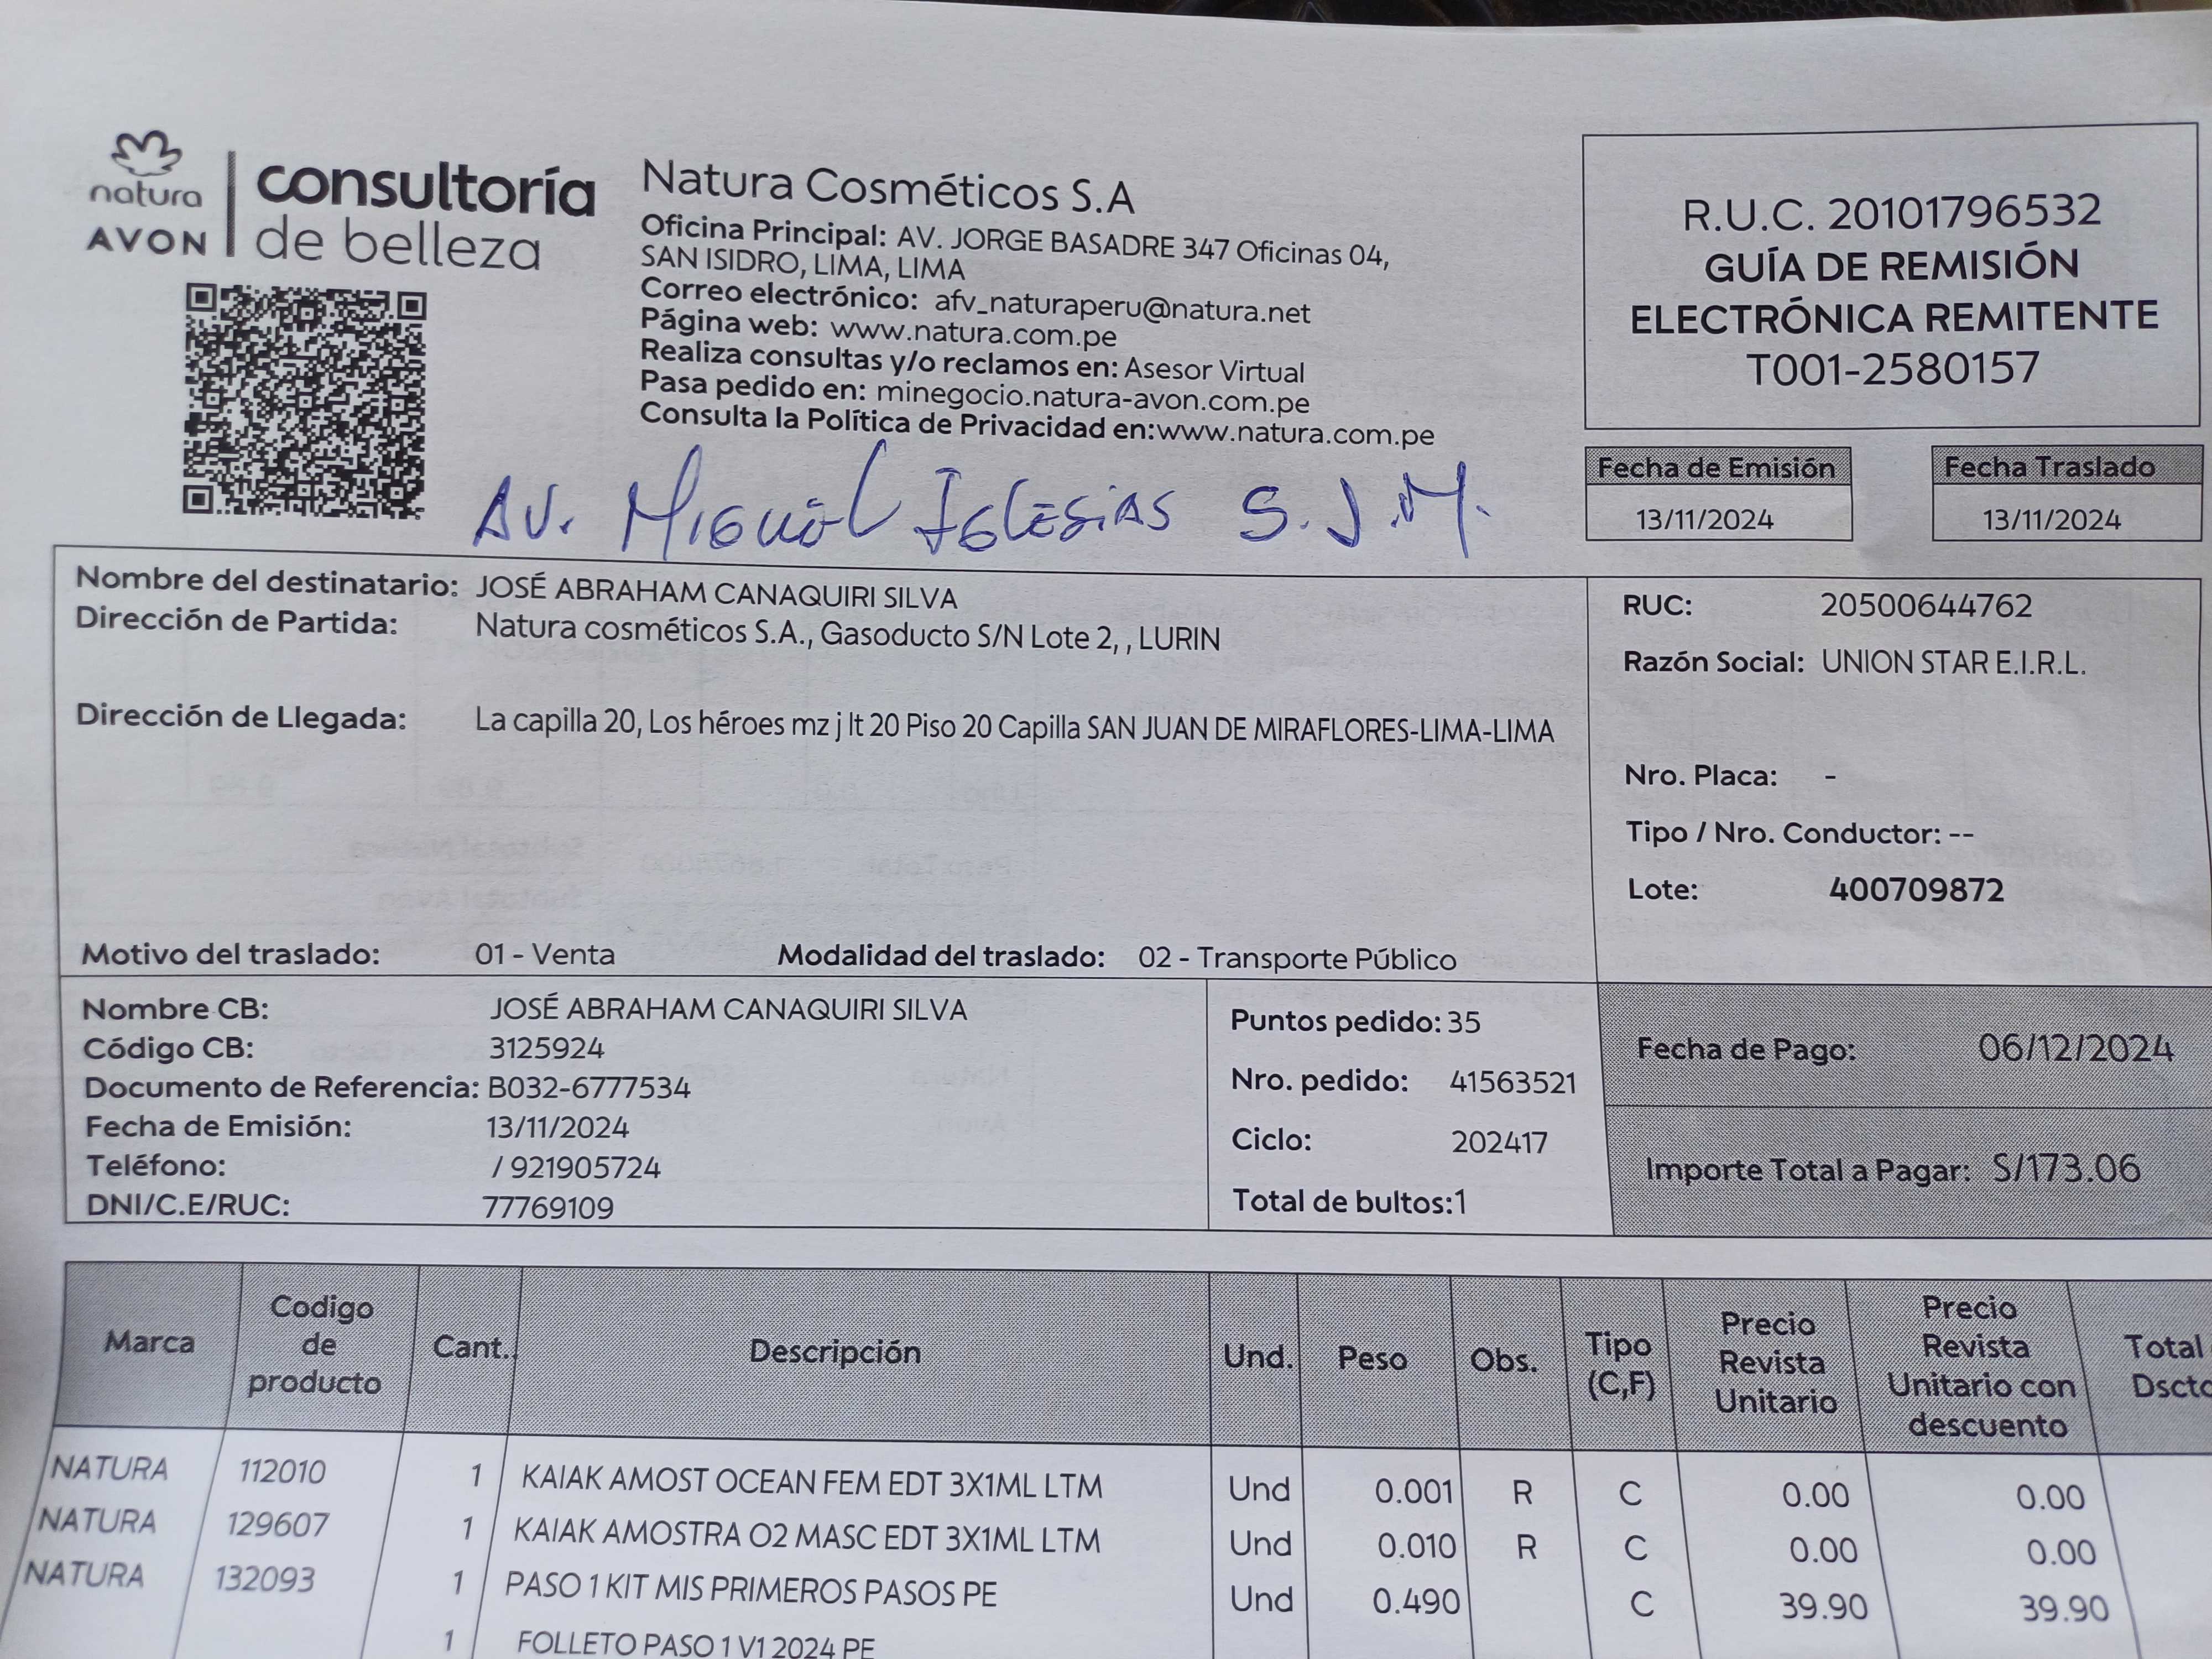 natura
AVON
consultoría
de belleza
Natura Cosméticos S.A
Oficina Principal: AV. JORGE BASADRE 347 Oficinas 04,
SAN ISIDRO, LIMA, LIMA
Correo electrónico: afv_naturaperu@natura.net
Página web: www.natura.com.pe
Realiza consultas y/o reclamos en: Asesor Virtual
Pasa pedido en: minegocio.natura-avon.com.pe
Consulta la Política de Privacidad en:www.natura.com.pe
R.U.C. 20101796532
GUÍA DE REMISIÓN
ELECTRÓNICA REMITENTE
T001-2580157
Fecha de Emisión
13/11/2024
Fecha Traslado
13/11/2024
AV. Miguel Iglesias S.J.M.
Nombre del destinatario: JOSÉ ABRAHAM CANAQUIRI SILVA
Dirección de Partida: Natura cosméticos S.A., Gasoducto S/N Lote 2, , LURIN
Dirección de Llegada: La capilla 20, Los héroes mz j lt 20 Piso 20 Capilla SAN JUAN DE MIRAFLORES-LIMA-LIMA
Motivo del traslado: 01 - Venta Modalidad del traslado: 02 - Transporte Público
RUC: 20500644762
Razón Social: UNION STAR E.I.R.L.
Nro. Placa: -
Tipo / Nro. Conductor: --
Lote: 400709872
Nombre CB: JOSÉ ABRAHAM CANAQUIRI SILVA
Código CB: 3125924
Documento de Referencia: B032-6777534
Fecha de Emisión: 13/11/2024
Teléfono: / 921905724
DNI/C.E/RUC: 77769109
Puntos pedido: 35
Nro. pedido: 41563521
Ciclo: 202417
Total de bultos:1
Fecha de Pago: 06/12/2024
Importe Total a Pagar: S/173.06
Marca
Codigo
de
producto
Cant.
Descripción
Und.
Peso
Obs.
Tipo
(C,F)
Precio
Revista
Unitario
Precio
Revista
Unitario con
descuento
Total
Dscto
NATURA 112010 1 KAIAK AMOST OCEAN FEM EDT 3X1ML LTM Und 0.001 R C 0.00 0.00
NATURA 129607 1 KAIAK AMOSTRA O2 MASC EDT 3X1ML LTM Und 0.010 R C 0.00 0.00
NATURA 132093 1 PASO 1 KIT MIS PRIMEROS PASOS PE Und 0.490 C 39.90 39.90
1 FOLLETO PASO 1 V1 2024 PE